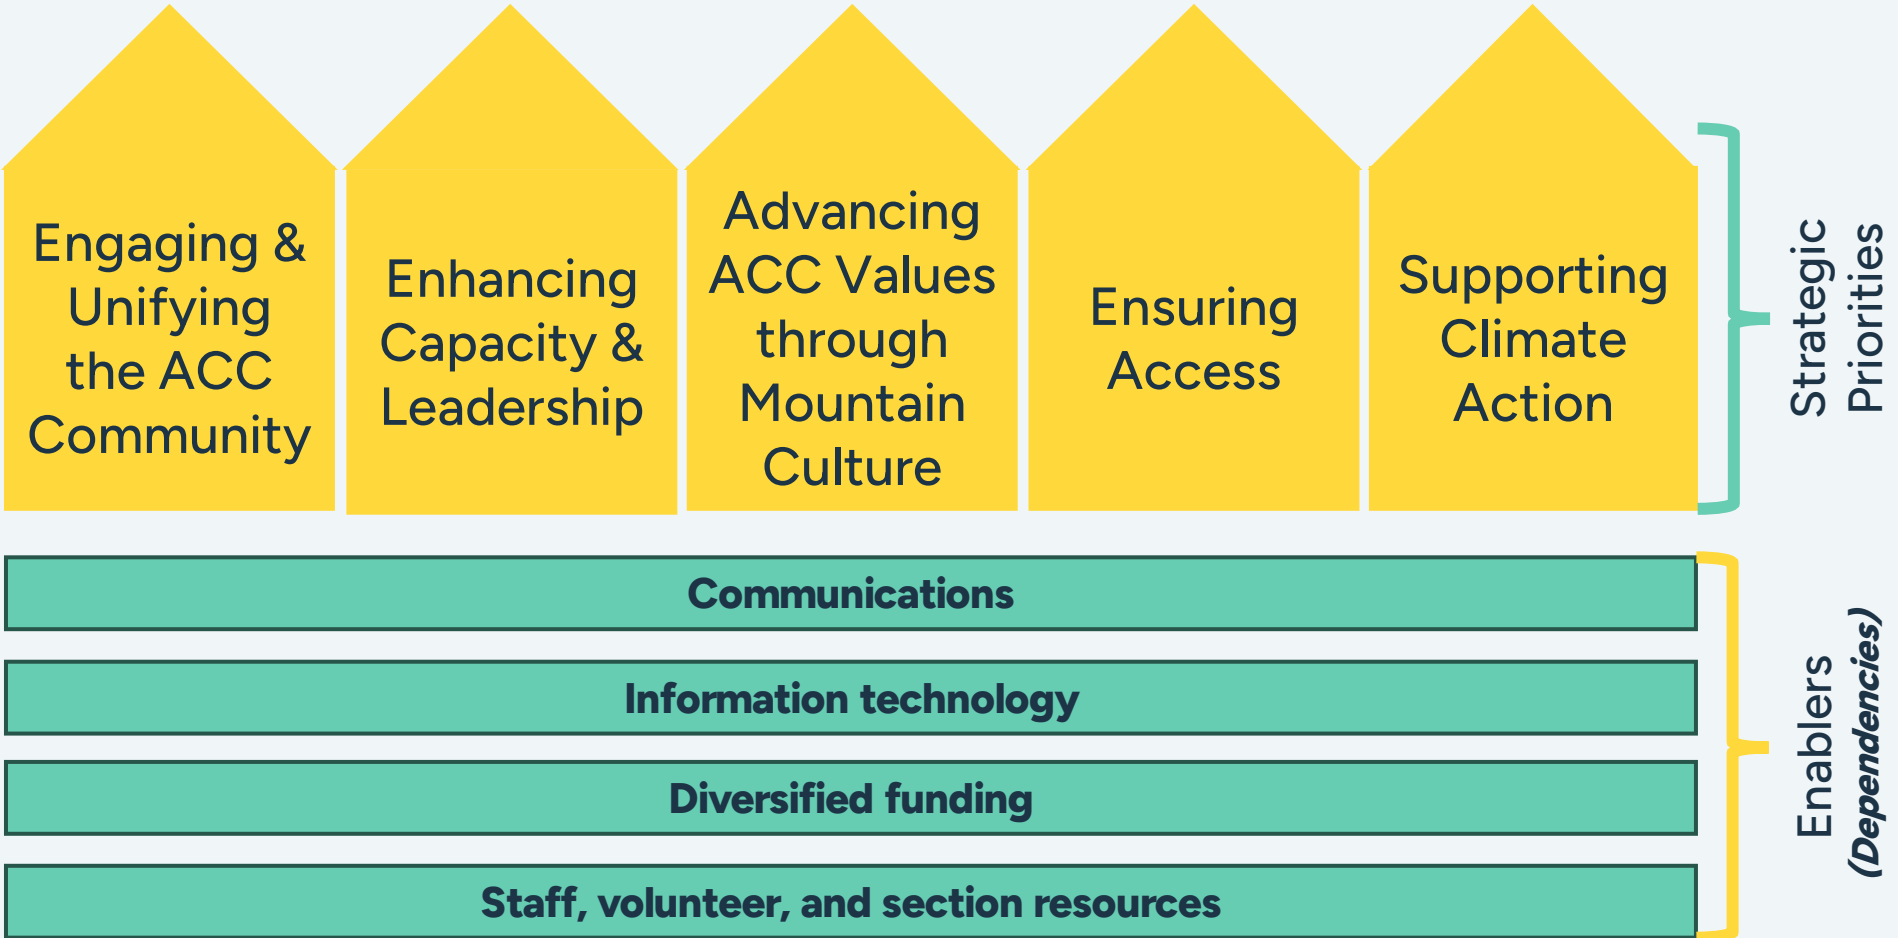 Engaging &
Unifying
the ACC
Community
Enhancing
Capacity &
Leadership
Advancing
ACC Values
through
Mountain
Culture
Ensuring
Access
Supporting
Climate
Action
Strategic
Priorities
Communications
Information technology
Diversified funding
Staff, volunteer, and section resources
Enablers
(Dependencies)